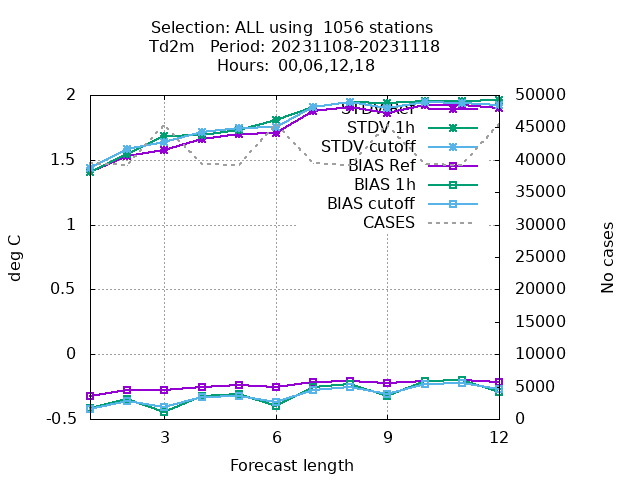 Selection: ALL using  1056 stations
Td2m   Period: 20231108-20231118
Hours:  00,06,12,18
2
1.5
1
0.5
0
-0.5
50000
45000
40000
35000
30000
25000
20000
15000
10000
5000
0
3
6
9
12
deg C
No cases
Forecast length
STDV Ref
STDV 1h
STDV cutoff
BIAS Ref
BIAS 1h
BIAS cutoff
CASES